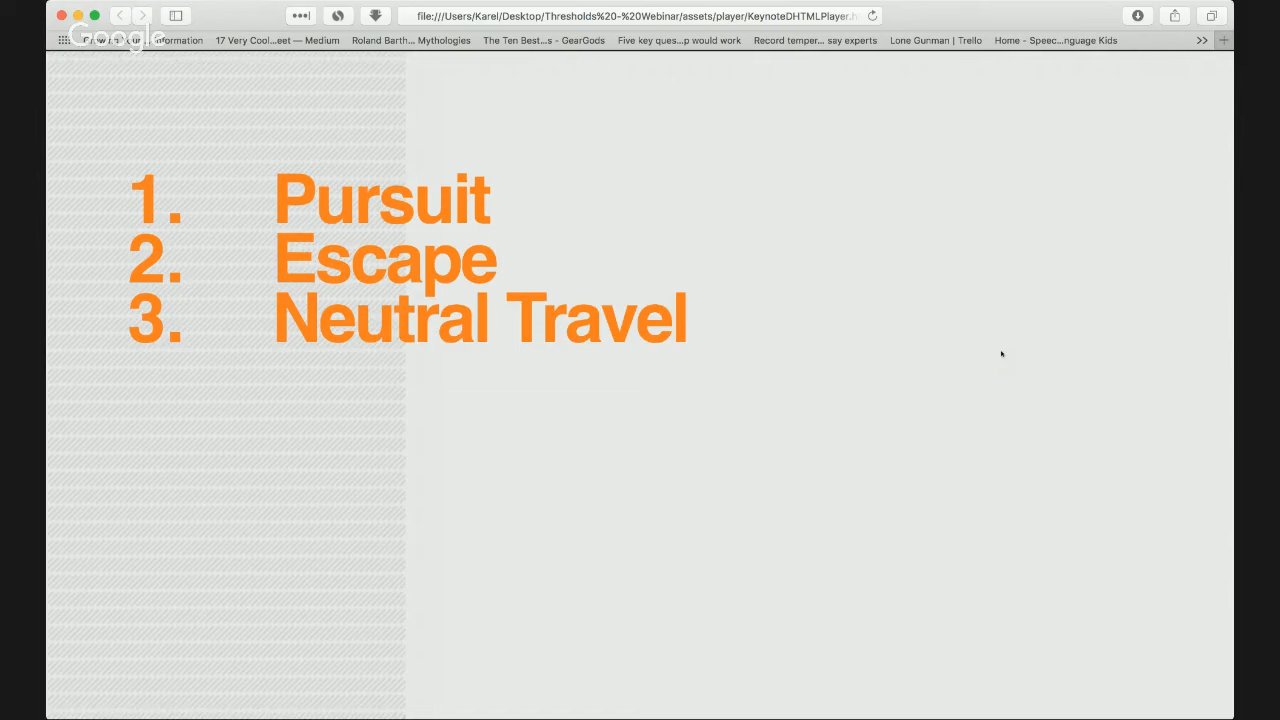 file:///Users/Karel/Desktop/Thresholds%20-%20Webinar/assets/player/KeynoteDHTMLPlayer.h
Google
Information 17 Very Cool...eet — Medium Roland Barth... Mythologies The Ten Best...s - GearGods Five key ques...p would work Record temper... say experts Lone Gunman | Trello Home - Speec...nguage Kids >> +
1. Pursuit
2. Escape
3. Neutral Travel